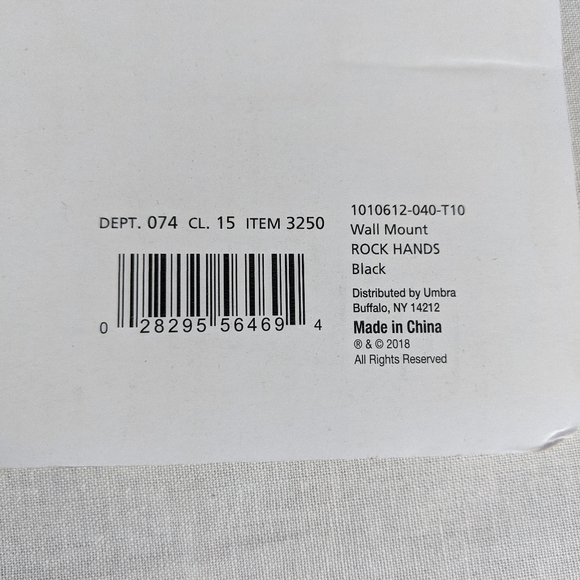 DEPT. 074 CL. 15 ITEM 3250
0 28295 56469 4
1010612-040-T10
Wall Mount
ROCK HANDS
Black
Distributed by Umbra
Buffalo, NY 14212
Made in China
® & © 2018
All Rights Reserved